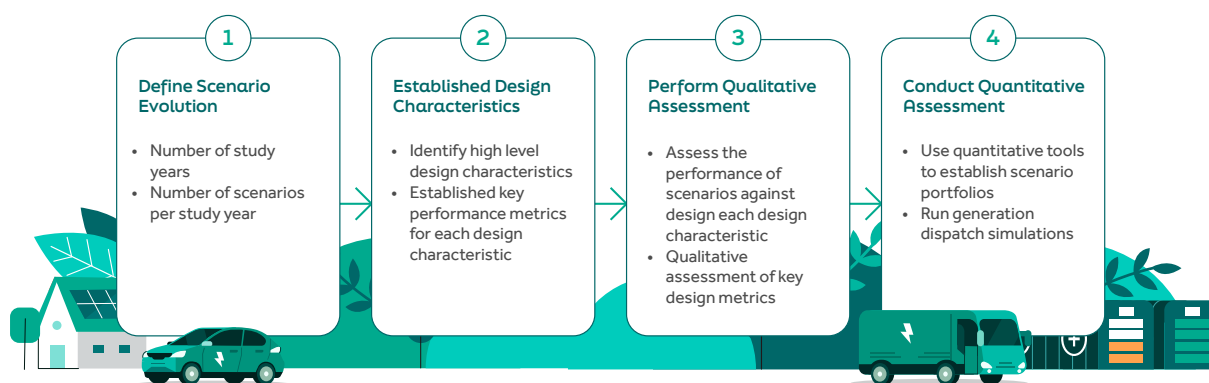 1
Define Scenario
Evolution
• Number of study
years
• Number of scenarios
per study year
2
Established Design
Characteristics
• Identify high level
design characteristics
• Established key
performance metrics
for each design
characteristic
3
Perform Qualitative
Assessment
• Assess the
performance of
scenarios against
design each design
characteristic
• Qualitative
assessment of key
design metrics
4
Conduct Quantitative
Assessment
• Use quantitative tools
to establish scenario
portfolios
• Run generation
dispatch simulations